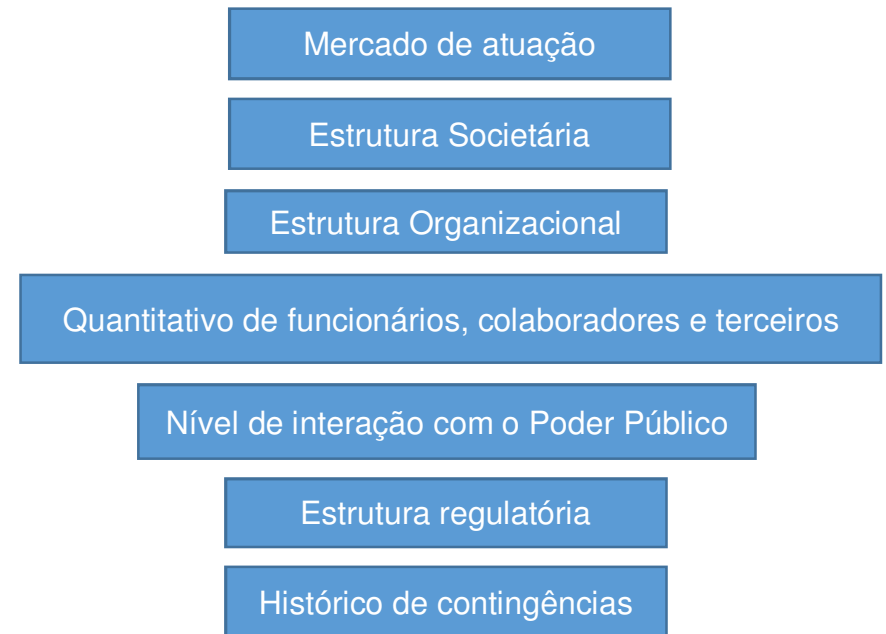 Mercado de atuação
Estrutura Societária
Estrutura Organizacional
Quantitativo de funcionários, colaboradores e terceiros
Nível de interação com o Poder Público
Estrutura regulatória
Histórico de contingências